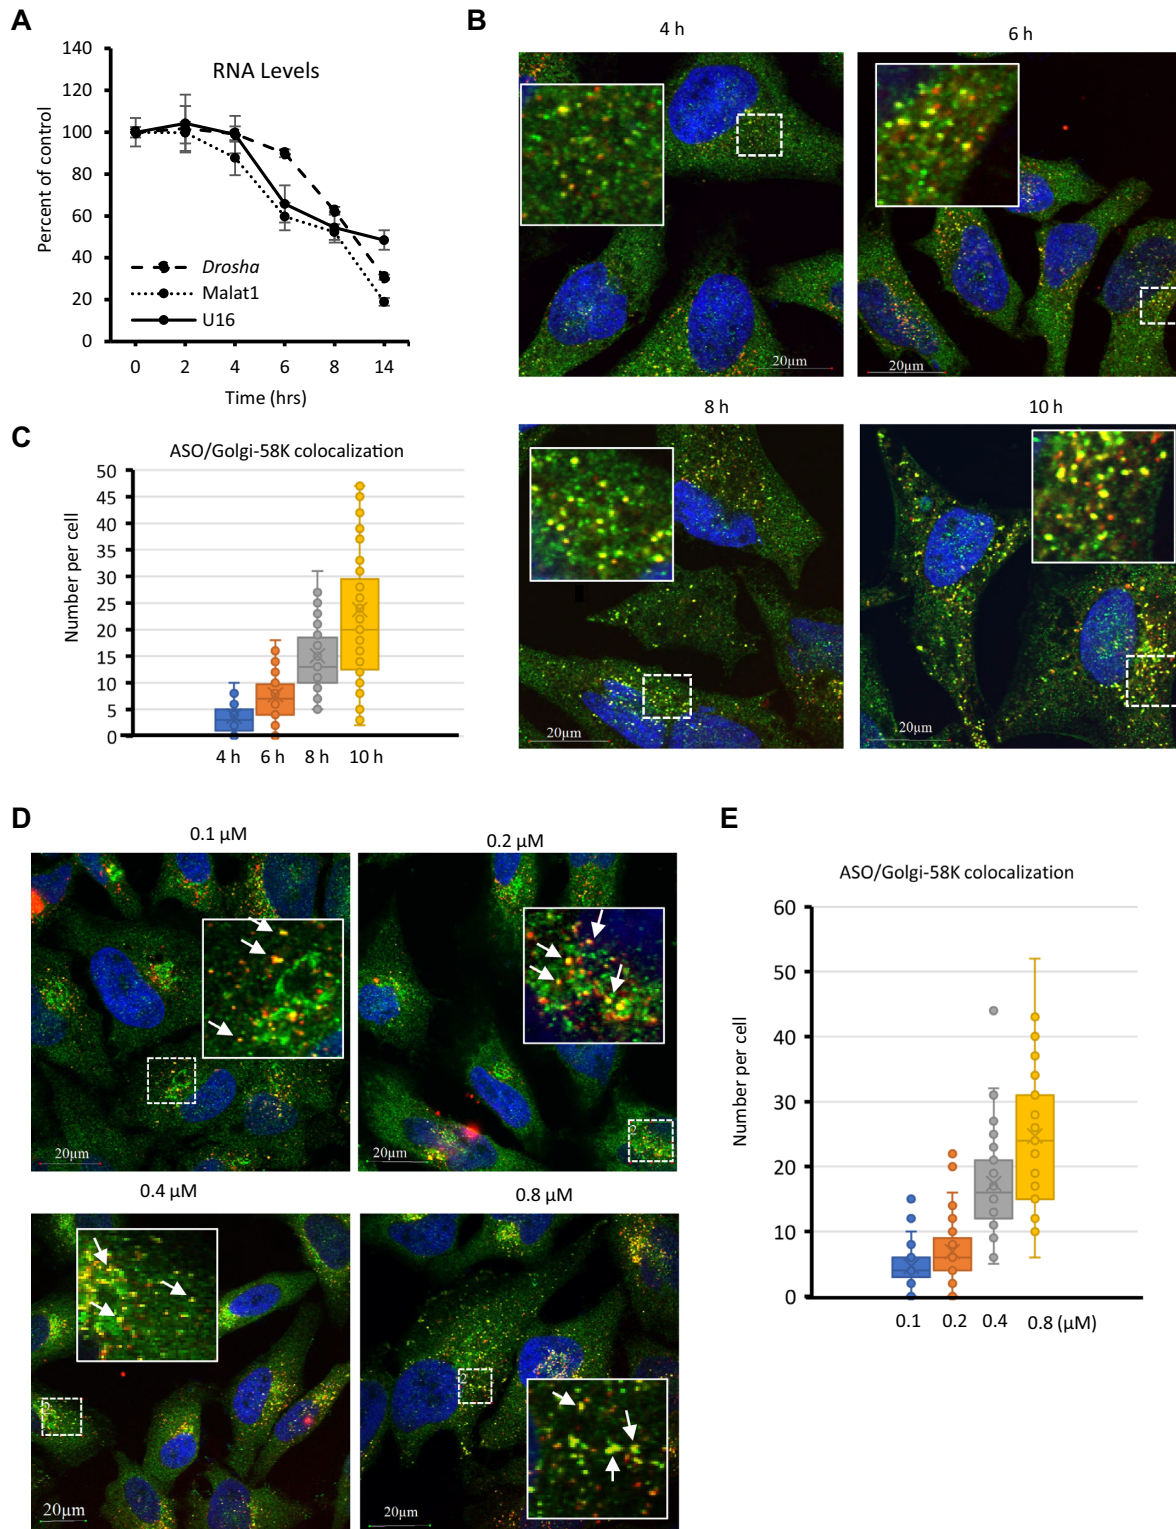 A
RNA Levels
Percent of control
140
120
100
80
60
40
20
0
Drosha
Malat1
U16
0 2 4 6 8 14
Time (hrs)
B
4 h
6 h
20µm
20µm
8 h
10 h
20µm
20µm
C
ASO/Golgi-58K colocalization
Number per cell
50
45
40
35
30
25
20
15
10
5
0
4 h 6 h 8 h 10 h
D
0.1 µM
0.2 µM
20µm
20µm
0.4 µM
0.8 µM
2
20µm
20µm
E
ASO/Golgi-58K colocalization
Number per cell
60
50
40
30
20
10
0
0.1 0.2 0.4 0.8 (µM)